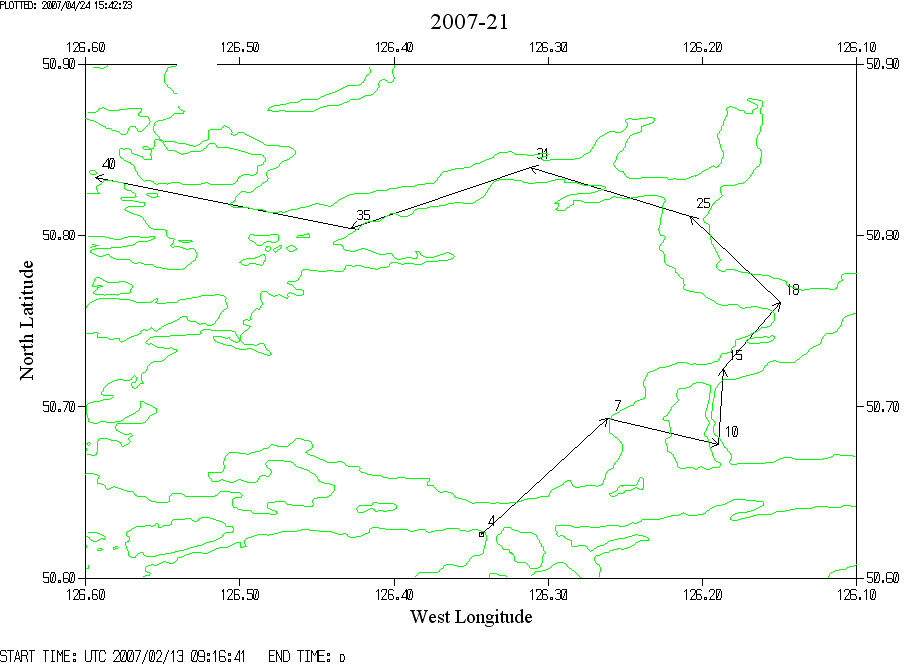 PLOTTED: 2007/04/24 15:42:23
2007-21
126.60 126.50 126.40 126.30 126.20 126.10
50.90 50.90
31
40
25
35
50.80 50.80
18
North Latitude
15
7
50.70 50.70
10
4
50.60 50.60
126.60 126.50 126.40 126.30 126.20 126.10
West Longitude
START TIME: UTC 2007/02/13 09:16:41 END TIME: 0